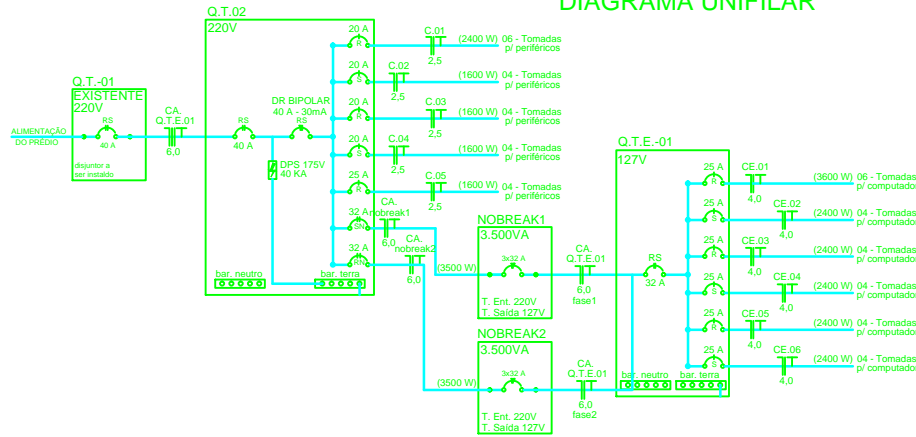 DIAGRAMA UNIFILAR
Q.T.02
220V
Q.T.-01
EXISTENTE
220V
RS
40 A
disjuntor a
ser instaldo
ALIMENTAÇÃO
DO PRÉDIO
CA.
Q.T.E.01
6,0
RS
40 A
DR BIPOLAR
40 A - 30mA
RS
DPS 175V
40 KA
bar. neutro
bar. terra
20 A
R
C.01
2,5
(2400 W) 06 - Tomadas
p/ periféricos
20 A
S
C.02
2,5
(1600 W) 04 - Tomadas
p/ periféricos
20 A
R
C.03
2,5
(1600 W) 04 - Tomadas
p/ periféricos
20 A
S
C.04
2,5
(1600 W) 04 - Tomadas
p/ periféricos
25 A
R
C.05
2,5
(1600 W) 04 - Tomadas
p/ periféricos
32 A
SN
CA.
nobreak1
6,0
32 A
RN
CA.
nobreak2
6,0
(3500 W)
NOBREAK1
3.500VA
3x32 A
T. Ent. 220V
T. Saída 127V
CA.
Q.T.E.01
6,0
fase1
(3500 W)
NOBREAK2
3.500VA
3x32 A
T. Ent. 220V
T. Saída 127V
CA.
Q.T.E.01
6,0
fase2
Q.T.E.-01
127V
RS
32 A
bar. neutro
bar. terra
25 A
R
CE.01
4,0
(3600 W) 06 - Tomadas
p/ computado
25 A
S
CE.02
4,0
(2400 W) 04 - Tomadas
p/ computado
25 A
R
CE.03
4,0
(2400 W) 04 - Tomadas
p/ computado
25 A
S
CE.04
4,0
(2400 W) 04 - Tomadas
p/ computado
25 A
R
CE.05
4,0
(2400 W) 04 - Tomadas
p/ computado
25 A
S
CE.06
4,0
(2400 W) 04 - Tomadas
p/ computado